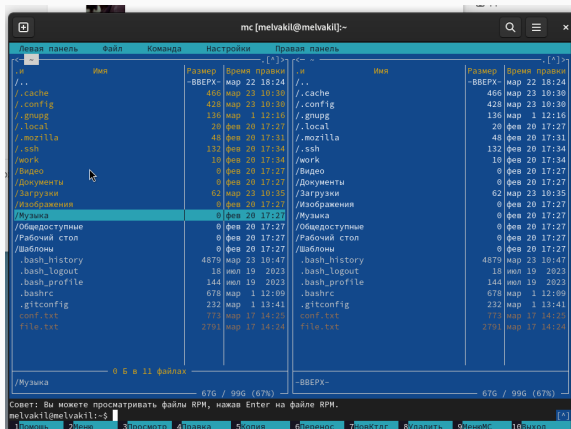 mc [melvakil@melvakil]:~
Левая панель Файл Команда Настройки Правая панель
<- ~ .[^]>
.и Имя Размер Время правки
/.. -ВВЕРХ- мар 22 18:24
/.cache 466 мар 23 10:30
/.config 428 мар 23 10:30
/.gnupg 136 мар 1 12:16
/.local 20 фев 20 17:27
/.mozilla 48 фев 20 17:31
/.ssh 132 фев 20 17:34
/work 10 фев 20 17:34
/Видео 0 фев 20 17:27
/Документы 0 фев 20 17:27
/Загрузки 62 мар 23 10:35
/Изображения 0 фев 20 17:27
/Музыка 0 фев 20 17:27
/Общедоступные 0 фев 20 17:27
/Рабочий стол 0 фев 20 17:27
/Шаблоны 0 фев 20 17:27
.bash_history 4879 мар 23 10:47
.bash_logout 18 июл 19 2023
.bash_profile 144 июл 19 2023
.bashrc 678 мар 1 12:09
.gitconfig 232 мар 1 13:41
conf.txt 773 мар 17 14:25
file.txt 2791 мар 17 14:24
0 Б в 11 файлах
/Музыка
67G / 99G (67%)
<- ~ .[^]>
.и Имя Размер Время правки
/.. -ВВЕРХ- мар 22 18:24
/.cache 466 мар 23 10:30
/.config 428 мар 23 10:30
/.gnupg 136 мар 1 12:16
/.local 20 фев 20 17:27
/.mozilla 48 фев 20 17:31
/.ssh 132 фев 20 17:34
/work 10 фев 20 17:34
/Видео 0 фев 20 17:27
/Документы 0 фев 20 17:27
/Загрузки 62 мар 23 10:35
/Изображения 0 фев 20 17:27
/Музыка 0 фев 20 17:27
/Общедоступные 0 фев 20 17:27
/Рабочий стол 0 фев 20 17:27
/Шаблоны 0 фев 20 17:27
.bash_history 4879 мар 23 10:47
.bash_logout 18 июл 19 2023
.bash_profile 144 июл 19 2023
.bashrc 678 мар 1 12:09
.gitconfig 232 мар 1 13:41
conf.txt 773 мар 17 14:25
file.txt 2791 мар 17 14:24
-ВВЕРХ-
67G / 99G (67%)
Совет: Вы можете просматривать файлы RPM, нажав Enter на файле RPM.
melvakil@melvakil:~$ [^]
1Помощь 2Меню 3Просмотр 4Правка 5Копия 6Перенос 7НовКтлг 8Удалить 9МенюМС 10Выход